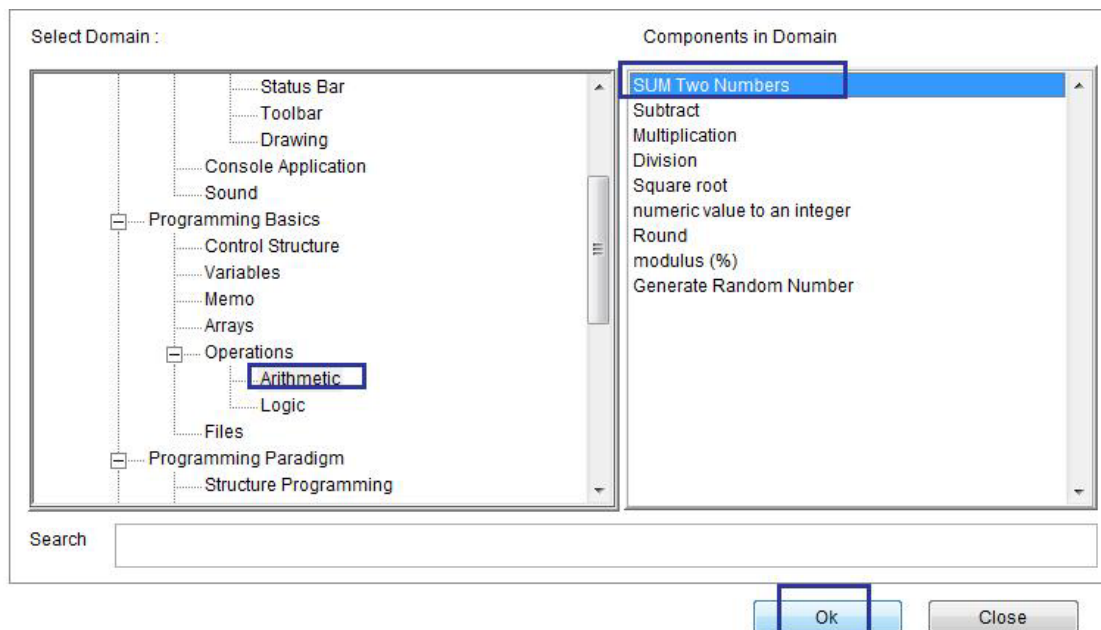 Select Domain :
Components in Domain
Status Bar
Toolbar
Drawing
Console Application
Sound
Programming Basics
Control Structure
Variables
Memo
Arrays
Operations
Arithmetic
Logic
Files
Programming Paradigm
Structure Programming
SUM Two Numbers
Subtract
Multiplication
Division
Square root
numeric value to an integer
Round
modulus (%)
Generate Random Number
Search
Ok
Close